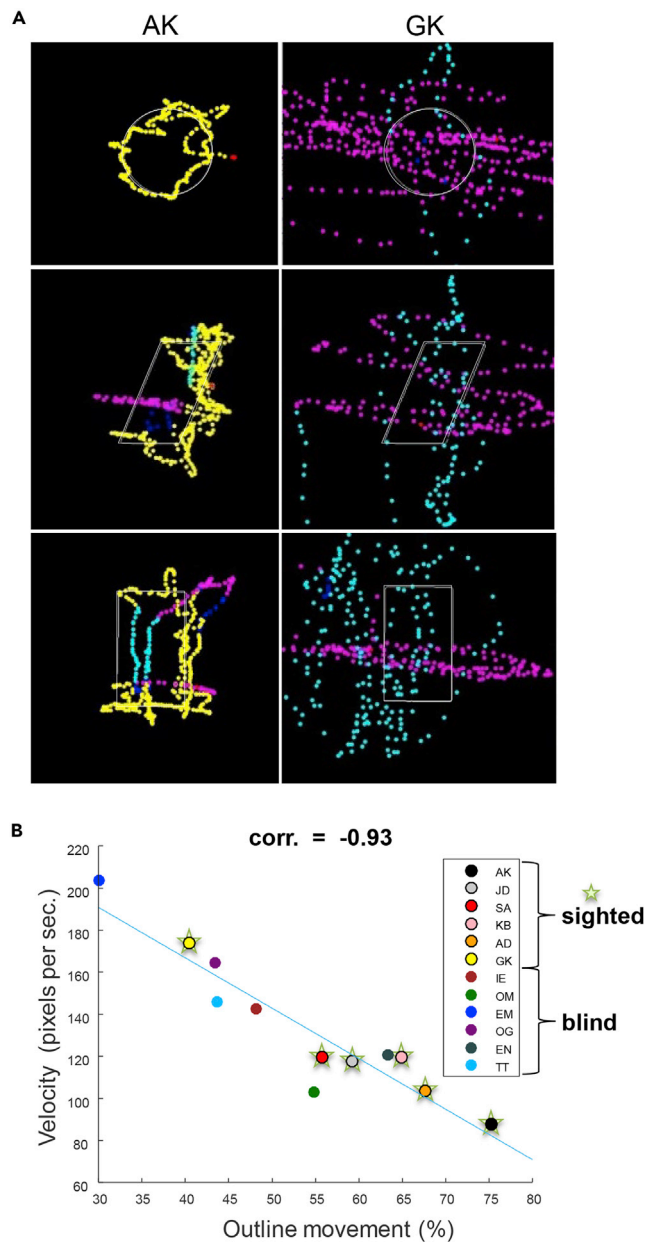 A
AK GK
B
corr. = -0.93
Velocity (pixels per sec.)
220
200
180
160
140
120
100
80
60
30 35 40 45 50 55 60 65 70 75 80
Outline movement (%)
AK
JD
SA
KB
AD
GK
IE
OM
EM
OG
EN
TT
sighted
blind